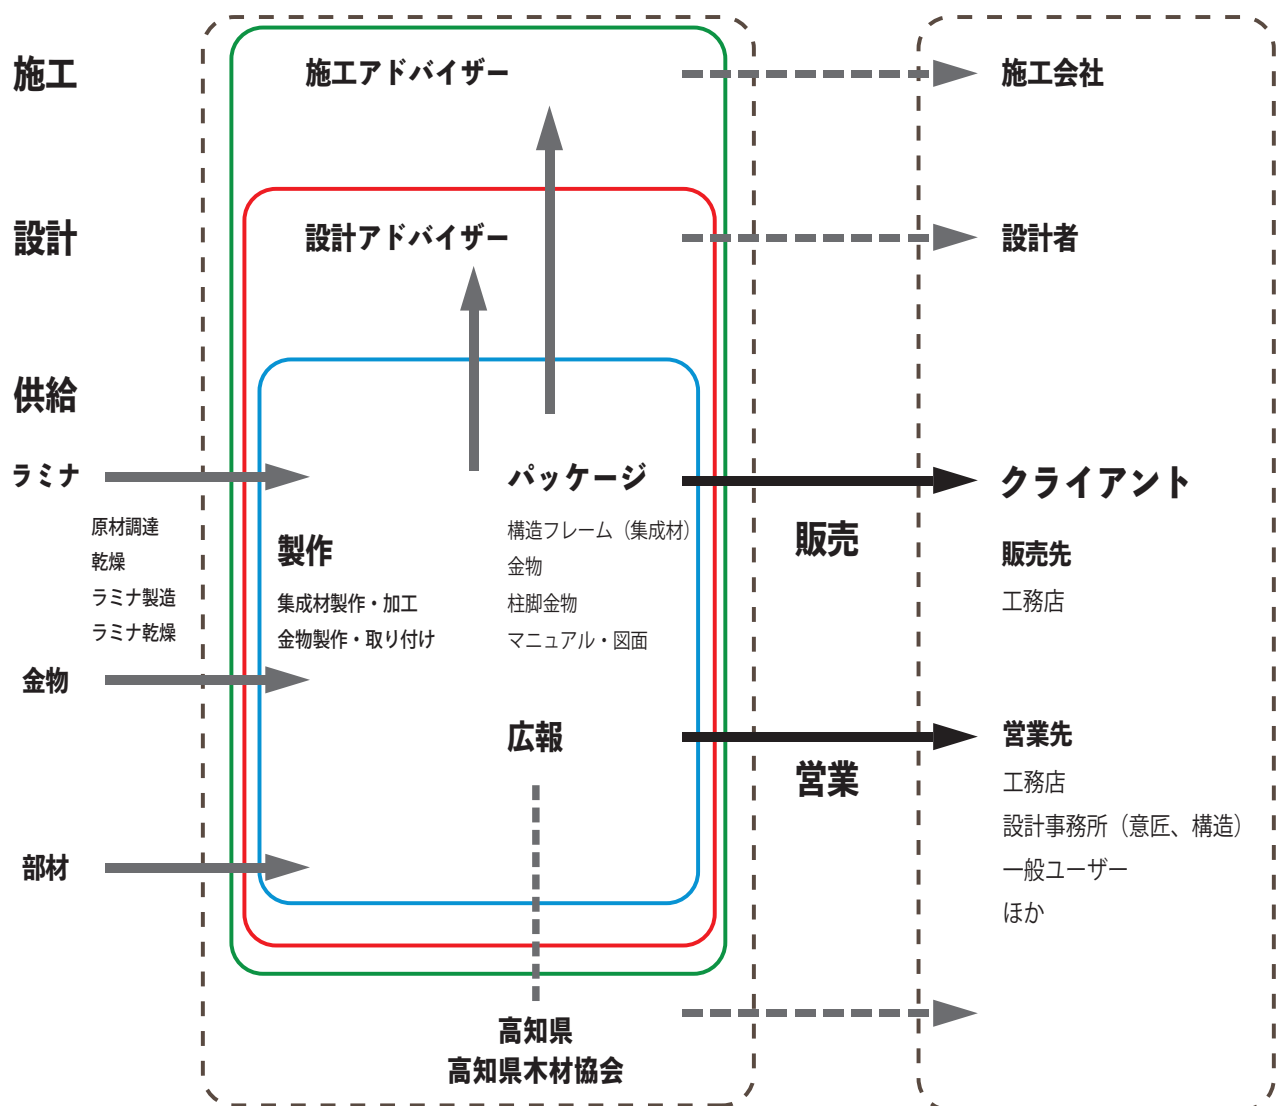 施工
施工アドバイザー
施工会社
設計
設計アドバイザー
設計者
供給
ラミナ
原材調達
乾燥
ラミナ製造
ラミナ乾燥
金物
部材
製作
集成材製作・加工
金物製作・取り付け
パッケージ
構造フレーム（集成材）
金物
柱脚金物
マニュアル・図面
広報
高知県
高知県木材協会
販売
営業
クライアント
販売先
工務店
営業先
工務店
設計事務所（意匠、構造）
一般ユーザー
ほか